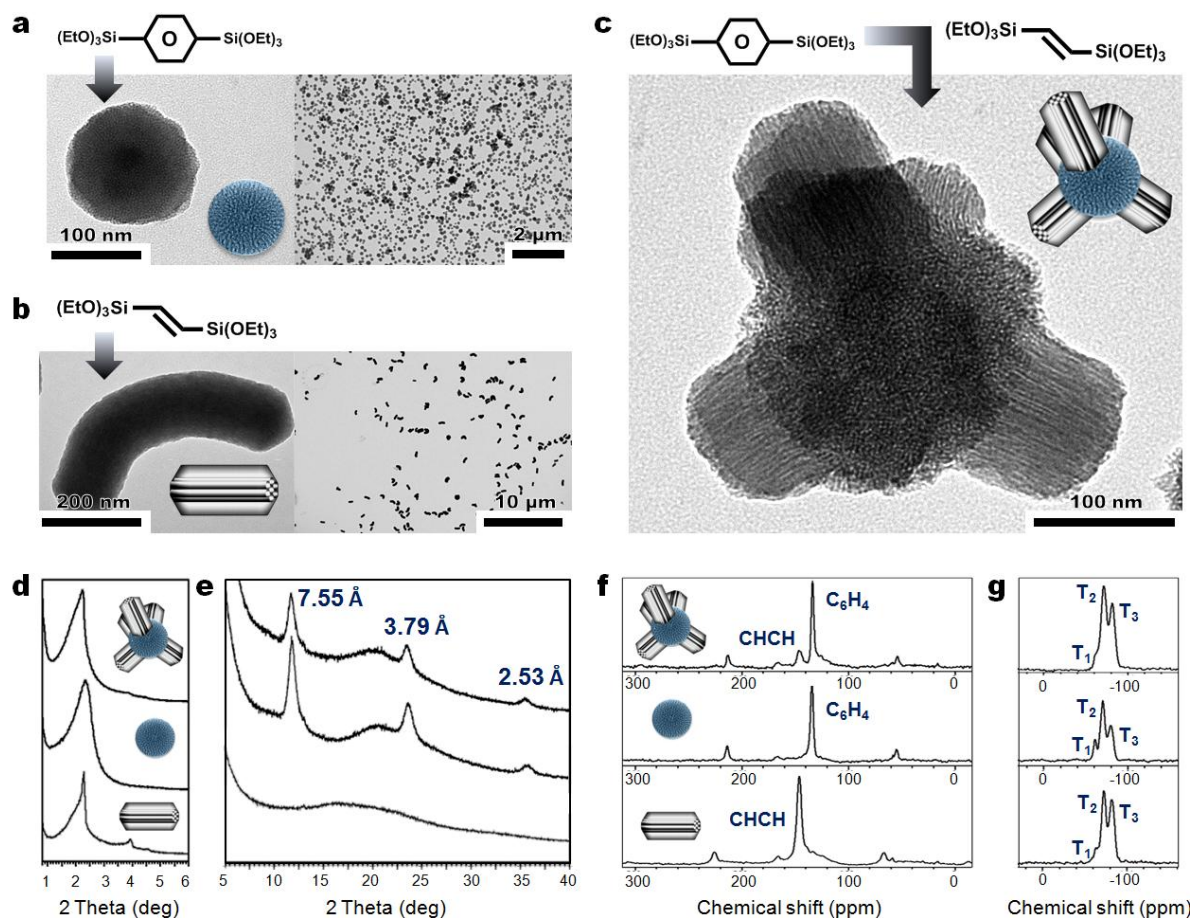 a
(EtO)₃Si
O
Si(OEt)₃
100 nm
2 µm
b
(EtO)₃Si
Si(OEt)₃
200 nm
10 µm
c
(EtO)₃Si
O
Si(OEt)₃
(EtO)₃Si
Si(OEt)₃
100 nm
d
1 2 3 4 5 6
2 Theta (deg)
e
7.55 Å
3.79 Å
2.53 Å
5 10 15 20 25 30 35 40
2 Theta (deg)
f
CHCH
C₆H₄
300 200 100 0
C₆H₄
300 200 100 0
CHCH
300 200 100 0
Chemical shift (ppm)
g
T₂
T₃
T₁
0 -100
T₂
T₁
T₃
0 -100
T₂
T₃
T₁
0 -100
Chemical shift (ppm)